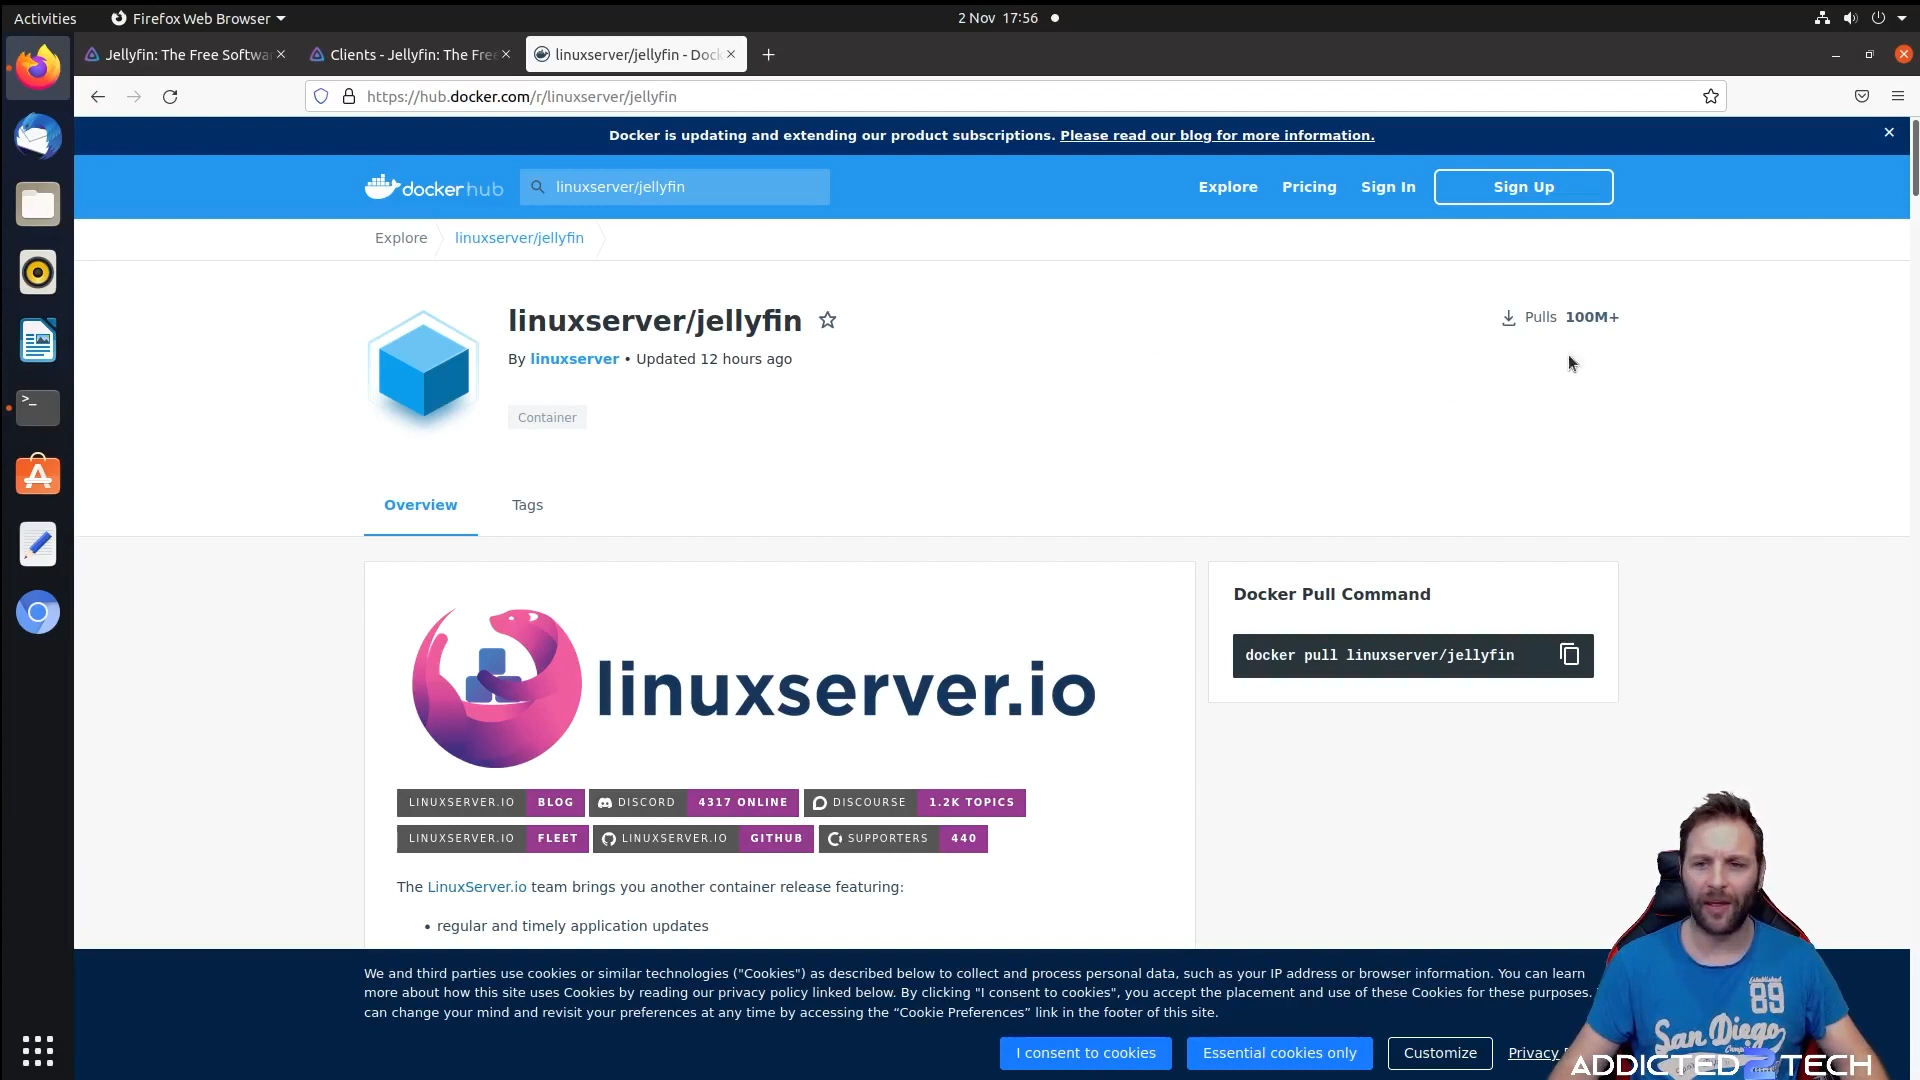 Activities
Firefox Web Browser
2 Nov 17:56
Jellyfin: The Free Softwa
Clients - Jellyfin: The Fre
linuxserver/jellyfin - Dock
https://hub.docker.com/r/linuxserver/jellyfin
Docker is updating and extending our product subscriptions. Please read our blog for more information.
docker hub
linuxserver/jellyfin
Explore
Pricing
Sign In
Sign Up
Explore
linuxserver/jellyfin
linuxserver/jellyfin
Pulls 100M+
By linuxserver • Updated 12 hours ago
Container
Overview
Tags
Docker Pull Command
docker pull linuxserver/jellyfin
linuxserver.io
LINUXSERVER.IO BLOG
DISCORD 4317 ONLINE
DISCOURSE 1.2K TOPICS
LINUXSERVER.IO FLEET
LINUXSERVER.IO GITHUB
SUPPORTERS 440
The LinuxServer.io team brings you another container release featuring:
• regular and timely application updates
We and third parties use cookies or similar technologies ("Cookies") as described below to collect and process personal data, such as your IP address or browser information. You can learn
more about how this site uses Cookies by reading our privacy policy linked below. By clicking "I consent to cookies", you accept the placement and use of these Cookies for these purposes.
can change your mind and revisit your preferences at any time by accessing the “Cookie Preferences” link in the footer of this site.
I consent to cookies
Essential cookies only
Customize
Privacy
89
San Diego
ADDICTED2TECH